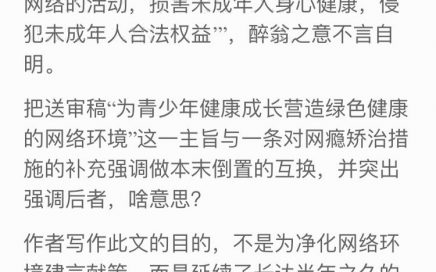 网络的活动，损害未成年人身心健康，侵
犯未成年人合法权益’”，醉翁之意不言自
明。
把送审稿“为青少年健康成长营造绿色健康
的网络环境”这一主旨与一条对网瘾矫治措
施的补充强调做本末倒置的互换，并突出
强调后者，啥意思？
作者写作此文的目的，不是为净化网络环
境建言献策，而是延续了长达半年之久的